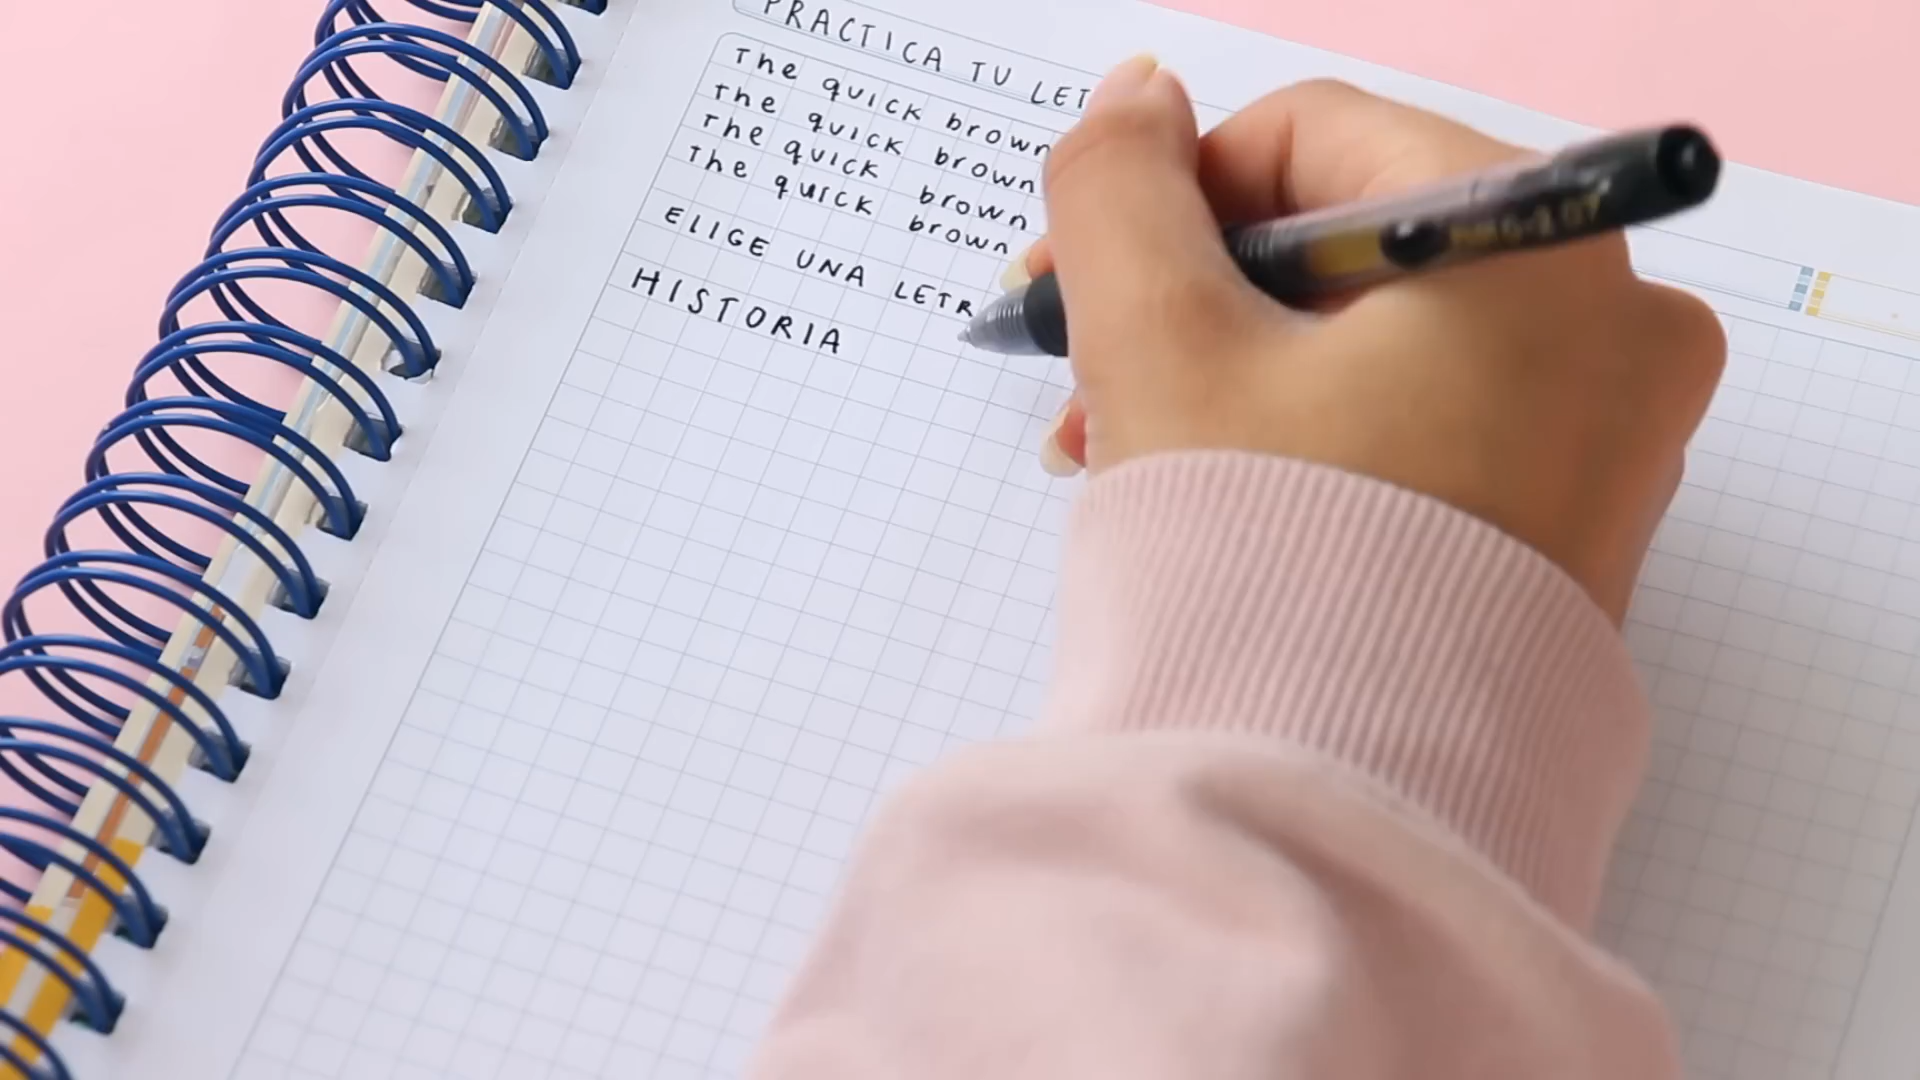 PRACTICA TU LET
The quick brown
The quick brown
The quick brown
The quick brown
ELIGE UNA LETR
HISTORIA